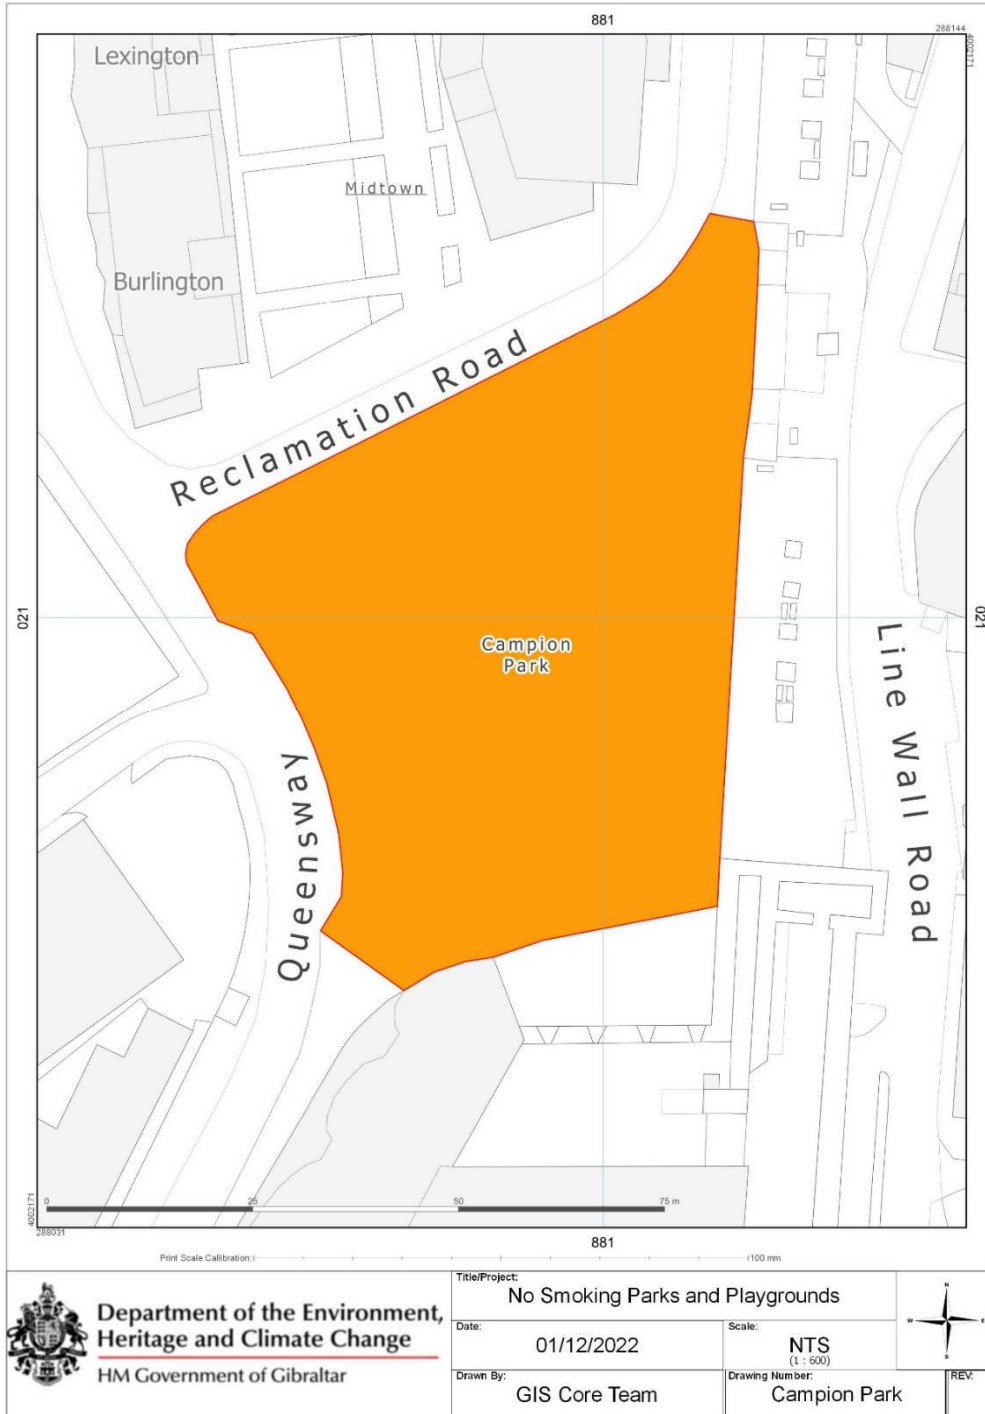 881
288144
4002171
Lexington
Midtown
Burlington
Reclamation Road
021
021
Campion
Park
Line Wall Road
Queensway
4002171
288031
0
25
50
75 m
881
Print Scale Callibration:
100 mm
Department of the Environment,
Heritage and Climate Change
HM Government of Gibraltar
Title/Project:
No Smoking Parks and Playgrounds
Date:
01/12/2022
Scale:
NTS
(1 : 600)
N
W
E
S
Drawn By:
GIS Core Team
Drawing Number:
Campion Park
REV: